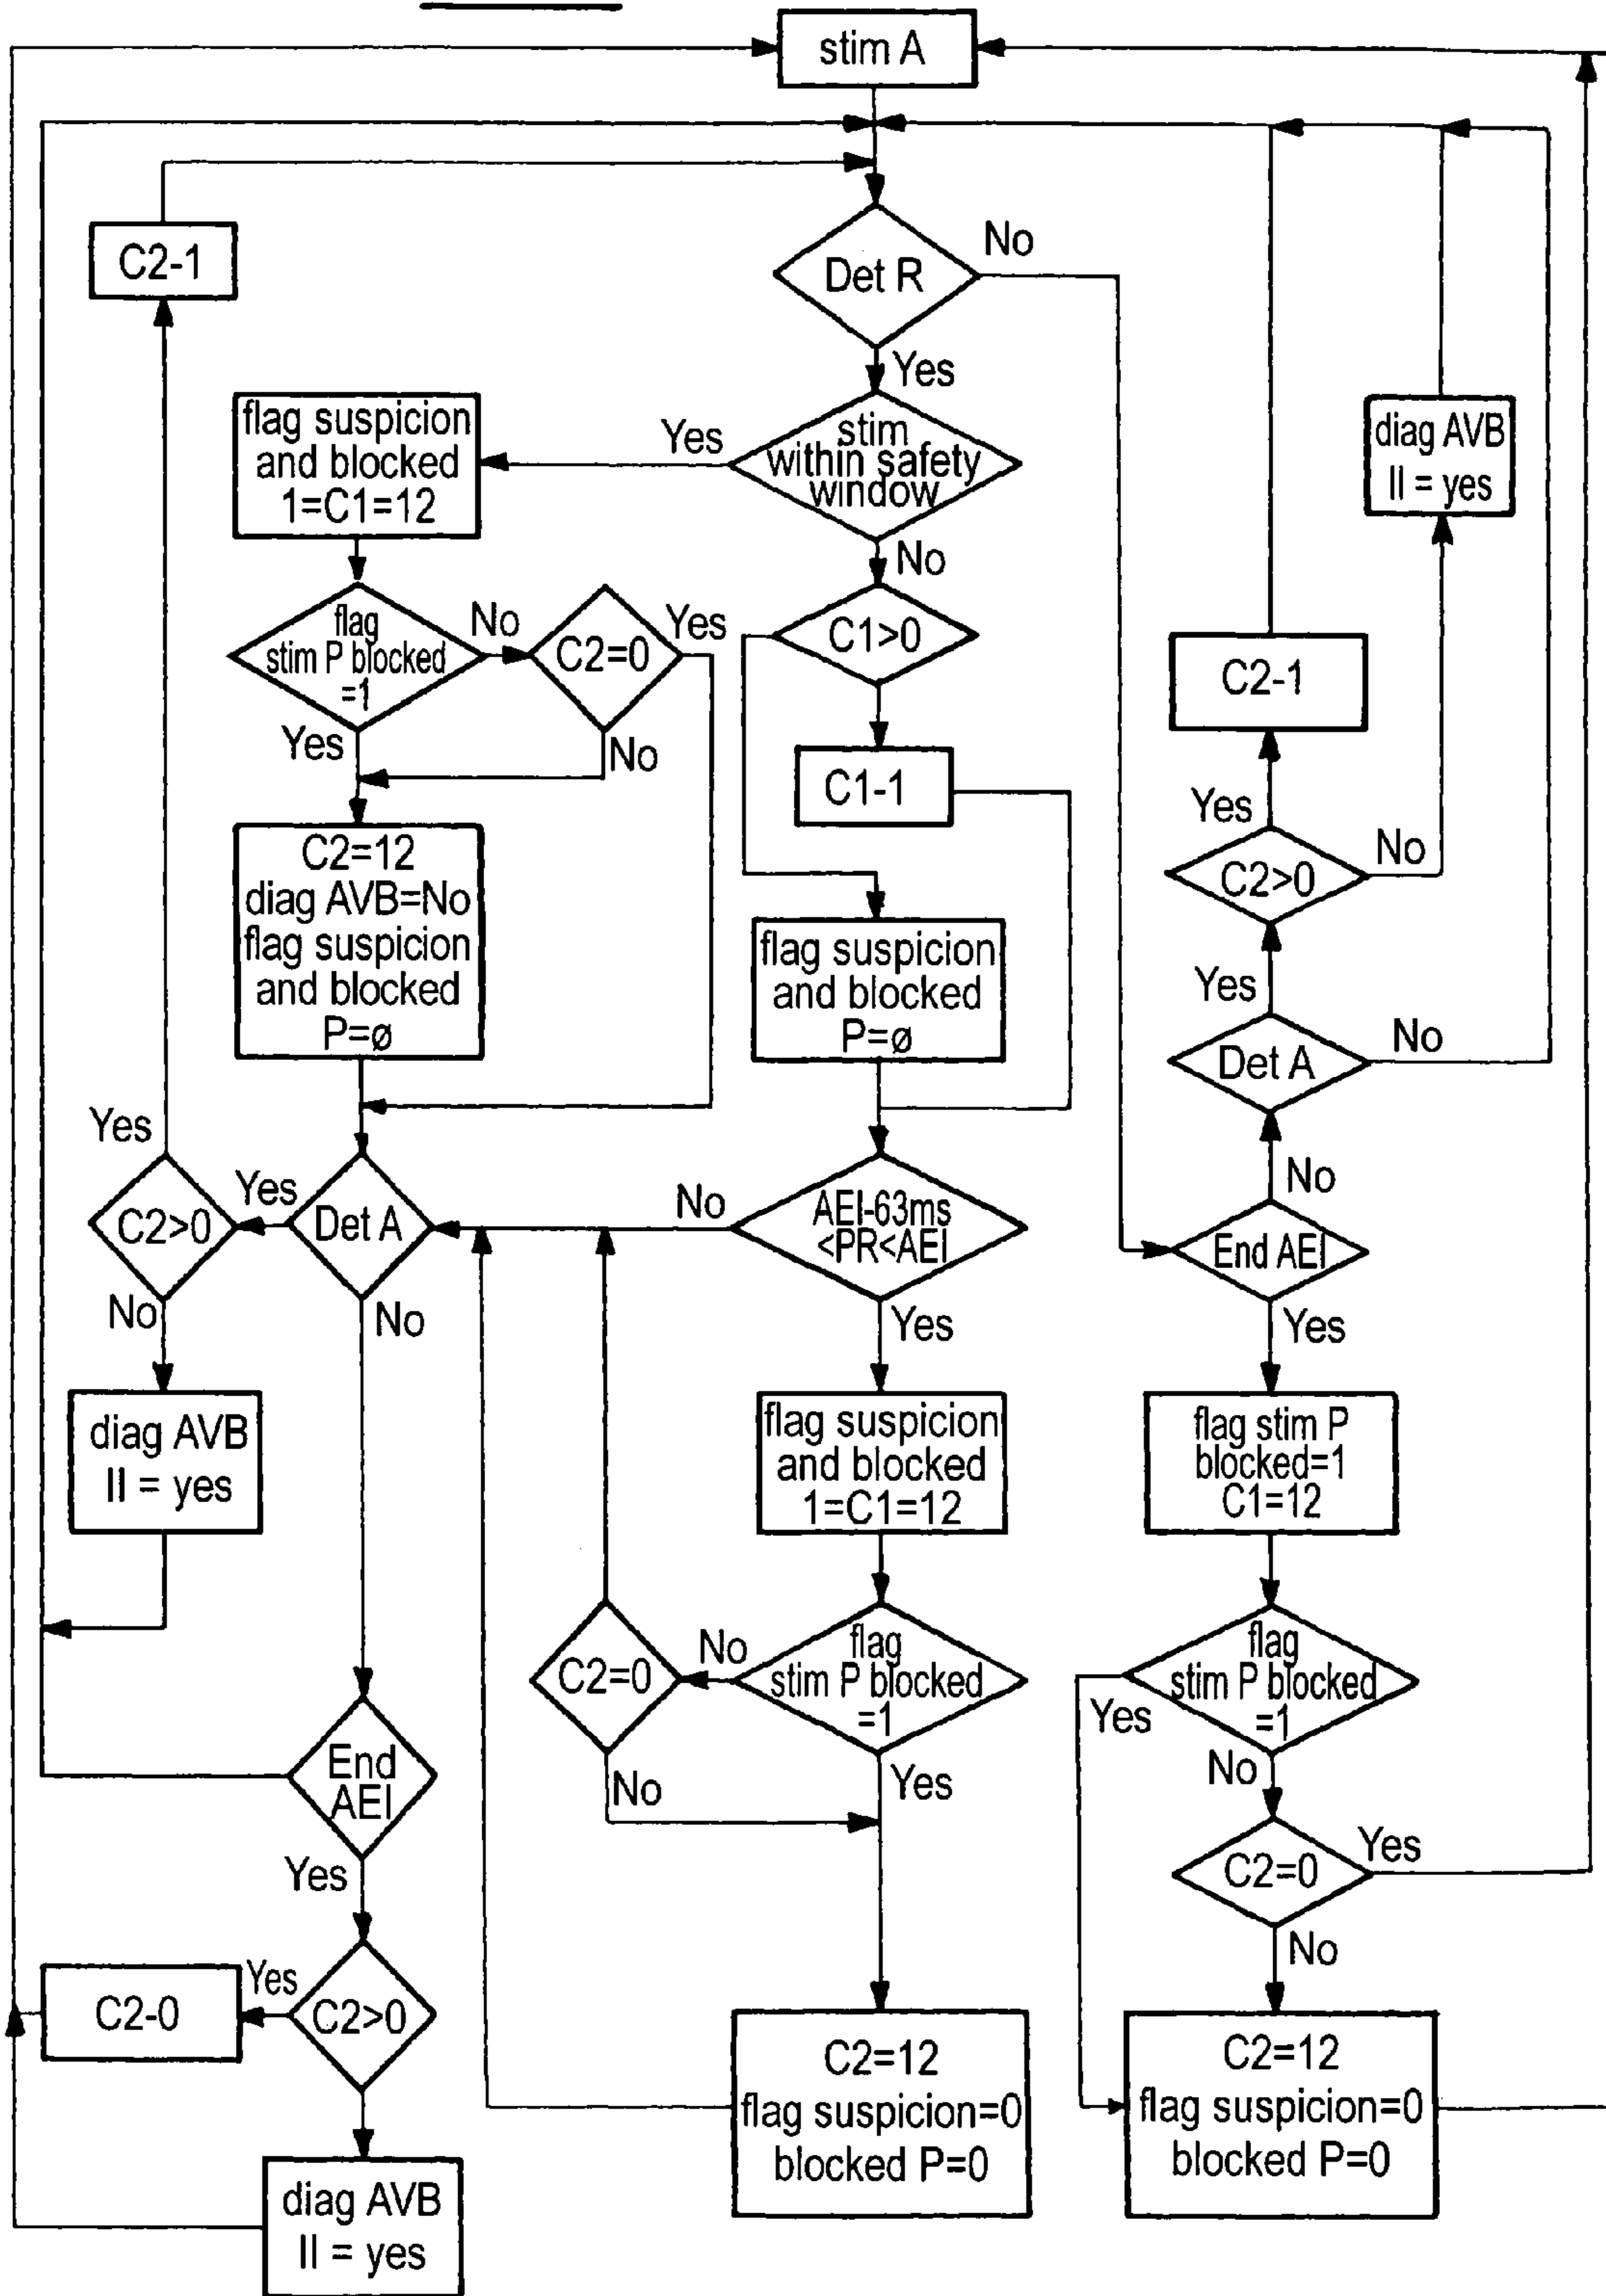 stim A
C2-1
Det R
No
Yes
flag suspicion
and blocked
1=C1=12
Yes
stim
within safety
window
No
diag AVB
II = yes
flag
stim P blocked
=1
No
C2=0
Yes
Yes
No
C1>0
C1-1
C2-1
Yes
C2>0
No
C2=12
diag AVB=No
flag suspicion
and blocked
P=ø
flag suspicion
and blocked
P=ø
Yes
Det A
No
Yes
C2>0
Yes
Det A
No
No
No
AEI-63ms
<PR<AEI
Yes
No
End AEI
Yes
diag AVB
II = yes
flag suspicion
and blocked
1=C1=12
flag stim P
blocked=1
C1=12
C2=0
No
No
flag
stim P blocked
=1
Yes
flag
stim P blocked
=1
Yes
No
End
AEI
Yes
C2=0
Yes
No
C2-0
Yes
C2>0
C2=12
flag suspicion=0
blocked P=0
C2=12
flag suspicion=0
blocked P=0
diag AVB
II = yes